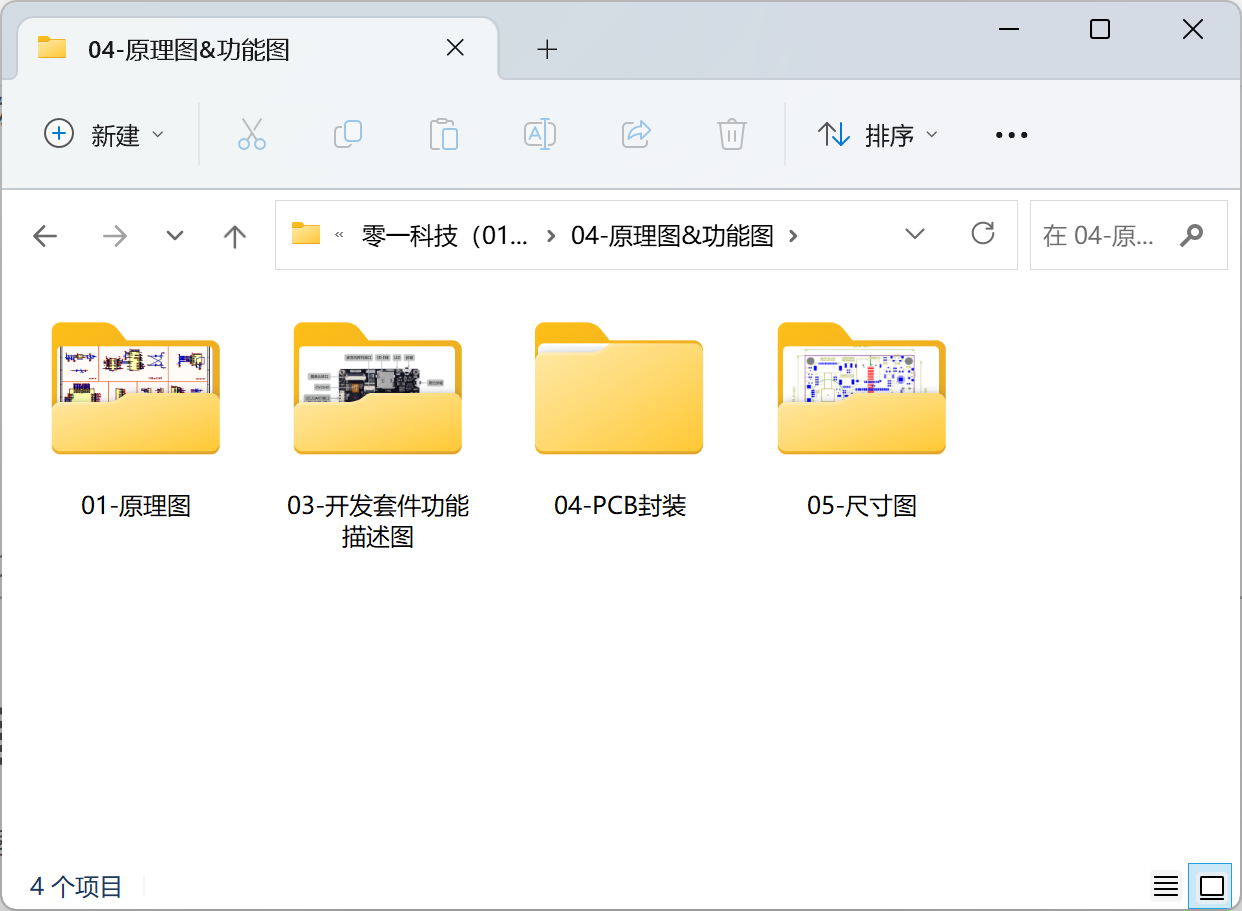 04-原理图&功能图
新建
排序
« 零一科技（01... › 04-原理图&功能图 ›
在 04-原...
01-原理图
03-开发套件功能
描述图
04-PCB封装
05-尺寸图
4 个项目